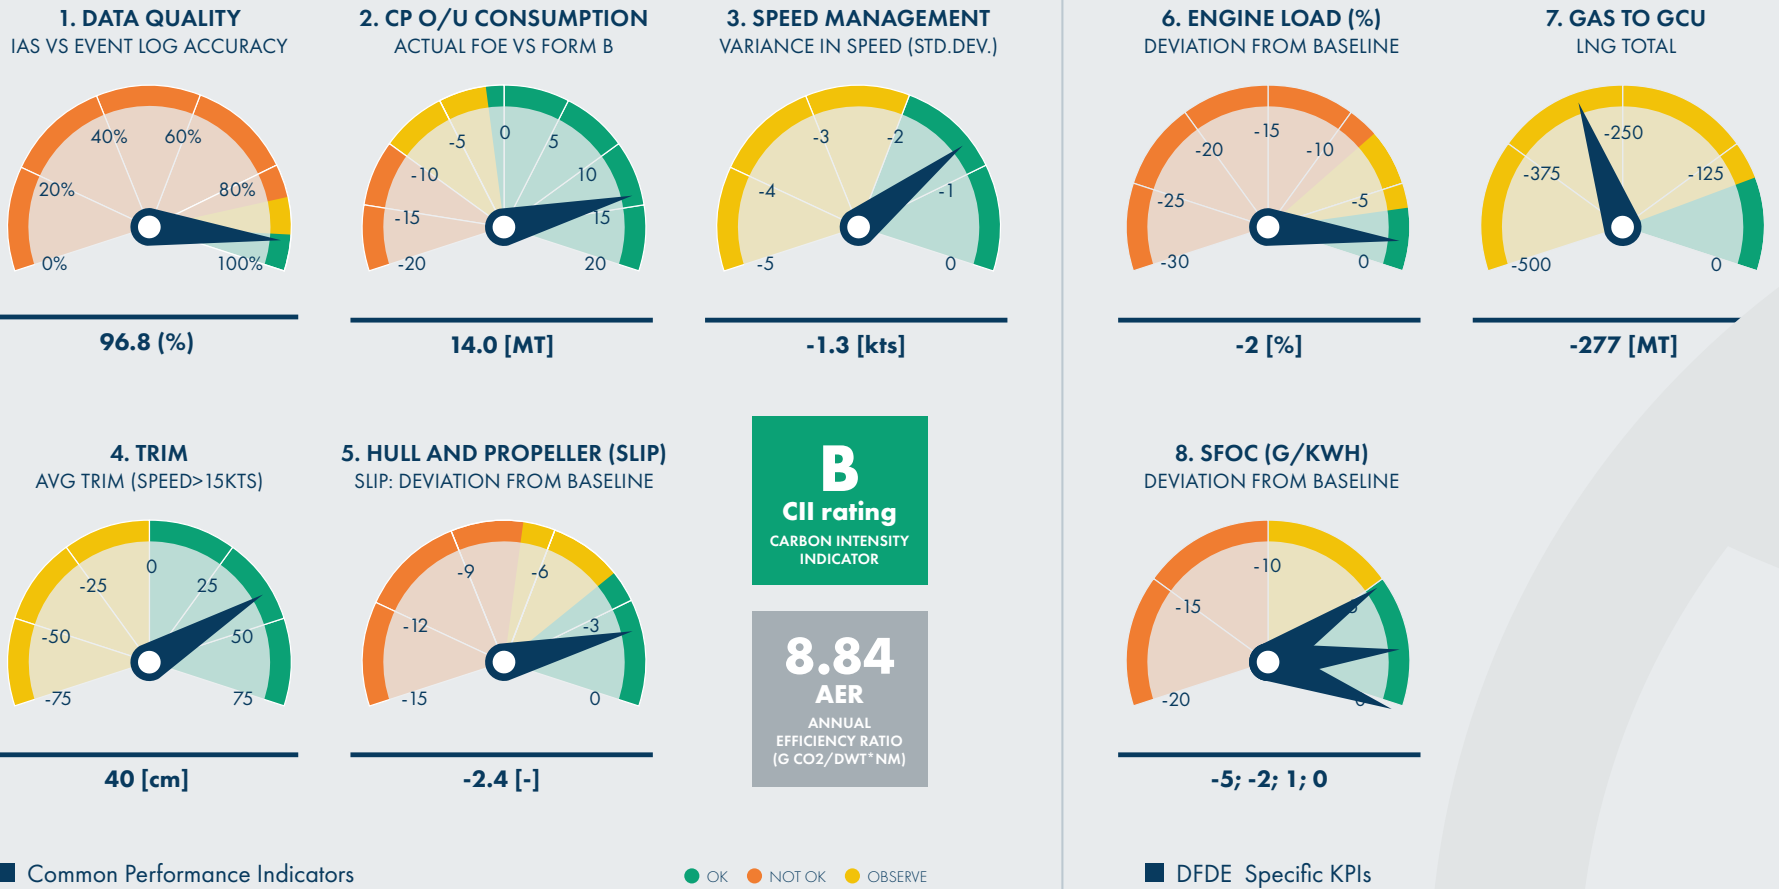 1. DATA QUALITY
IAS VS EVENT LOG ACCURACY
0%
20%
40%
60%
80%
100%
96.8 (%)
2. CP O/U CONSUMPTION
ACTUAL FOE VS FORM B
-20
-15
-10
-5
0
5
10
15
20
14.0 [MT]
3. SPEED MANAGEMENT
VARIANCE IN SPEED (STD.DEV.)
-5
-4
-3
-2
-1
0
-1.3 [kts]
4. TRIM
AVG TRIM (SPEED>15KTS)
-75
-50
-25
0
25
50
75
40 [cm]
5. HULL AND PROPELLER (SLIP)
SLIP: DEVIATION FROM BASELINE
-15
-12
-9
-6
-3
0
-2.4 [-]
B
CII rating
CARBON INTENSITY
INDICATOR
8.84
AER
ANNUAL
EFFICIENCY RATIO
(G CO2/DWT*NM)
Common Performance Indicators
OK
NOT OK
OBSERVE
6. ENGINE LOAD (%)
DEVIATION FROM BASELINE
-30
-25
-20
-15
-10
-5
0
-2 [%]
7. GAS TO GCU
LNG TOTAL
-500
-375
-250
-125
0
-277 [MT]
8. SFOC (G/KWH)
DEVIATION FROM BASELINE
-20
-15
-10
-5; -2; 1; 0
DFDE Specific KPIs